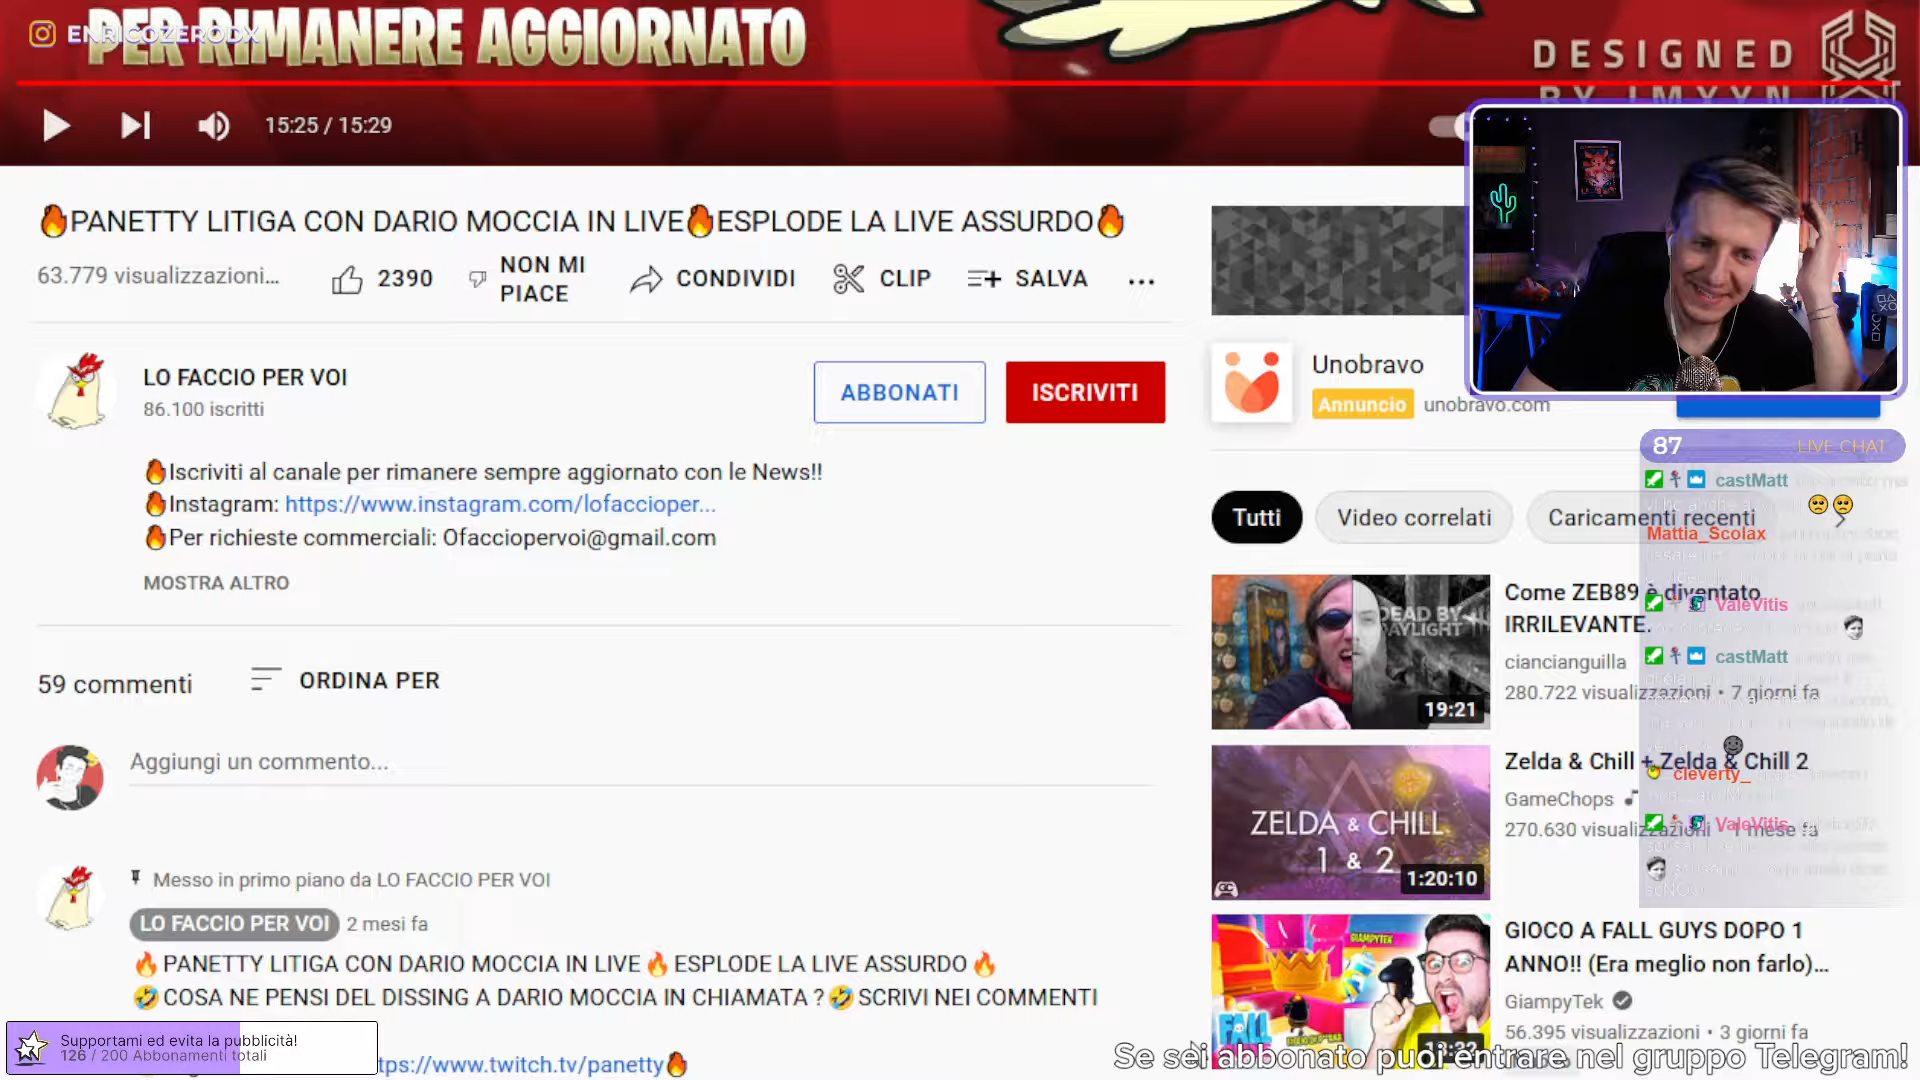 ENRICOZERODX
PER RIMANERE AGGIORNATO
DESIGNED
BY IMXYN
15:25 / 15:29
🔥PANETTY LITIGA CON DARIO MOCCIA IN LIVE🔥ESPLODE LA LIVE ASSURDO🔥
63.779 visualizzazioni...
2390
NON MI PIACE
CONDIVIDI
CLIP
SALVA
...
LO FACCIO PER VOI
86.100 iscritti
ABBONATI
ISCRIVITI
🔥Iscriviti al canale per rimanere sempre aggiornato con le News!!
🔥Instagram: https://www.instagram.com/lofaccioper...
🔥Per richieste commerciali: Ofacciopervoi@gmail.com
MOSTRA ALTRO
59 commenti
ORDINA PER
Aggiungi un commento...
Messo in primo piano da LO FACCIO PER VOI
LO FACCIO PER VOI 2 mesi fa
🔥 PANETTY LITIGA CON DARIO MOCCIA IN LIVE 🔥 ESPLODE LA LIVE ASSURDO 🔥
🤣 COSA NE PENSI DEL DISSING A DARIO MOCCIA IN CHIAMATA ? 🤣 SCRIVI NEI COMMENTI
tps://www.twitch.tv/panetty🔥
Supportami ed evita la pubblicità!
126 / 200 Abbonamenti totali
Unobravo
Annuncio unobravo.com
Tutti
Video correlati
Caricamenti recenti
DEAD BY
DAYLIGHT
19:21
Come ZEB89 è diventato
IRRILEVANTE.
ciancianguilla
280.722 visualizzazioni • 7 giorni fa
ZELDA & CHILL
1 & 2
1:20:10
Zelda & Chill + Zelda & Chill 2
GameChops
270.630 visualizzazioni • 1 mese fa
GIAMPYTEK
FALL
GIOCO A FALL GUYS DOPO 1
ANNO!! (Era meglio non farlo)...
GiampyTek
56.395 visualizzazioni • 3 giorni fa
87 LIVE CHAT
castMatt
Mattia_Scolax
ValeVitis
castMatt
cleverty_
ValeVitis
Se sei abbonato puoi entrare nel gruppo Telegram!